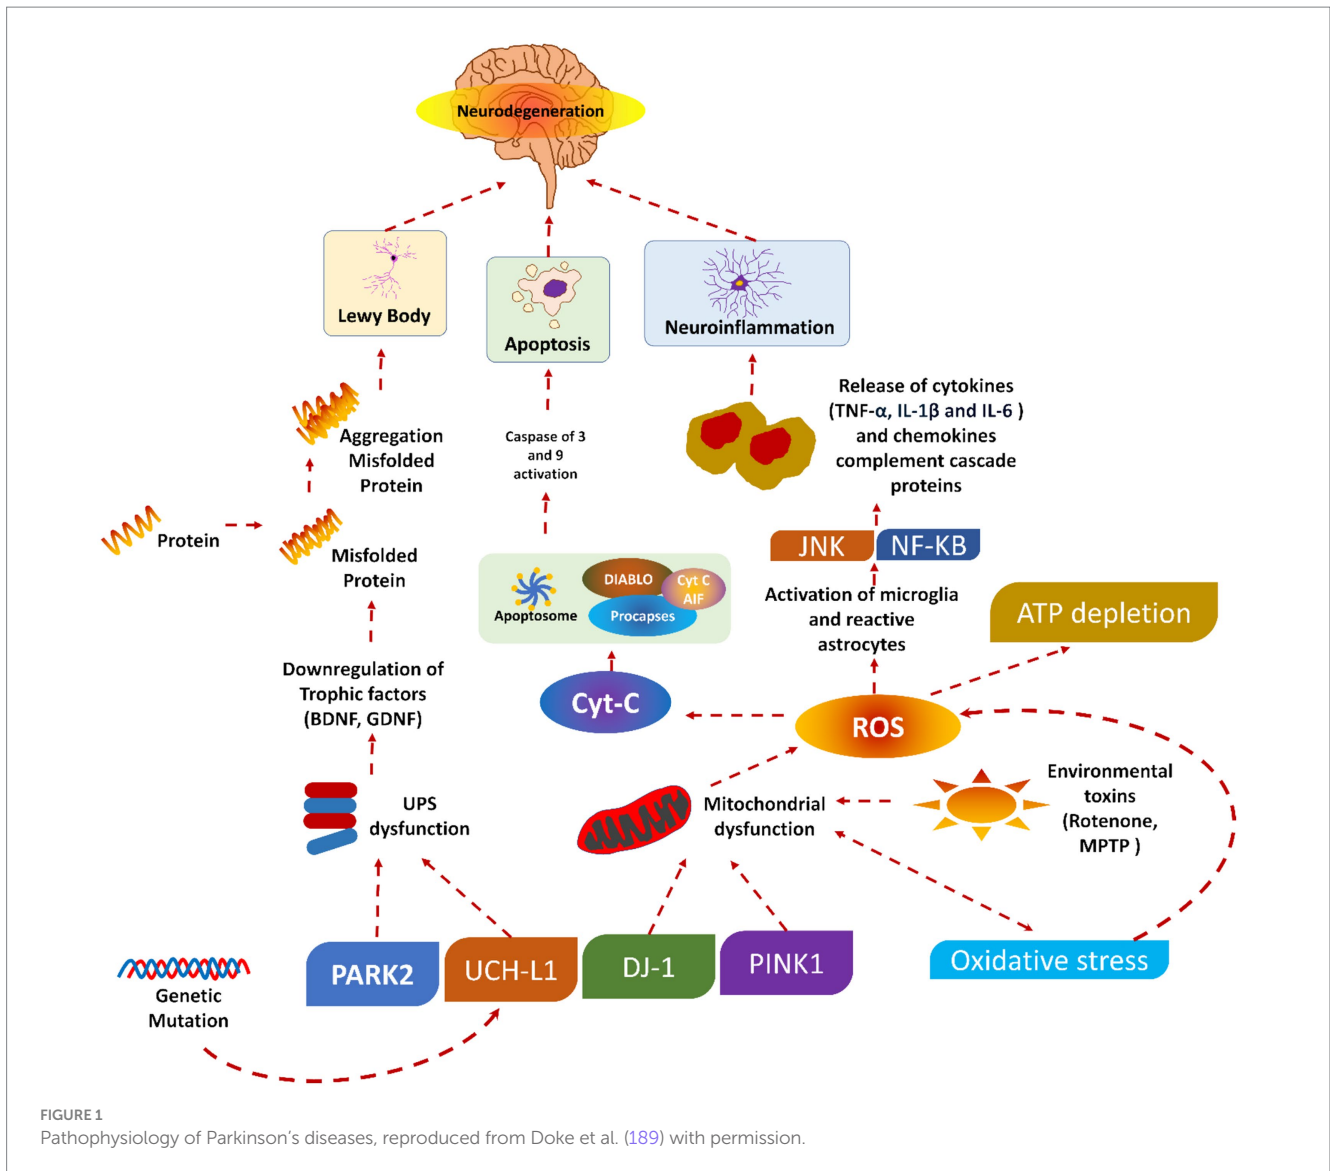 Neurodegeneration
Lewy Body
Apoptosis
Neuroinflammation
Release of cytokines
(TNF-α, IL-1β and IL-6 )
and chemokines
complement cascade
proteins
Aggregation
Misfolded
Protein
Caspase of 3
and 9
activation
Protein
Misfolded
Protein
JNK
NF-KB
Apoptosome
DIABLO
Cyt C
AIF
Procapses
Activation of microglia
and reactive
astrocytes
ATP depletion
Downregulation of
Trophic factors
(BDNF, GDNF)
Cyt-C
ROS
UPS
dysfunction
Mitochondrial
dysfunction
Environmental
toxins
(Rotenone,
MPTP )
PARK2
UCH-L1
DJ-1
PINK1
Oxidative stress
Genetic
Mutation
FIGURE 1
Pathophysiology of Parkinson's diseases, reproduced from Doke et al. (189) with permission.